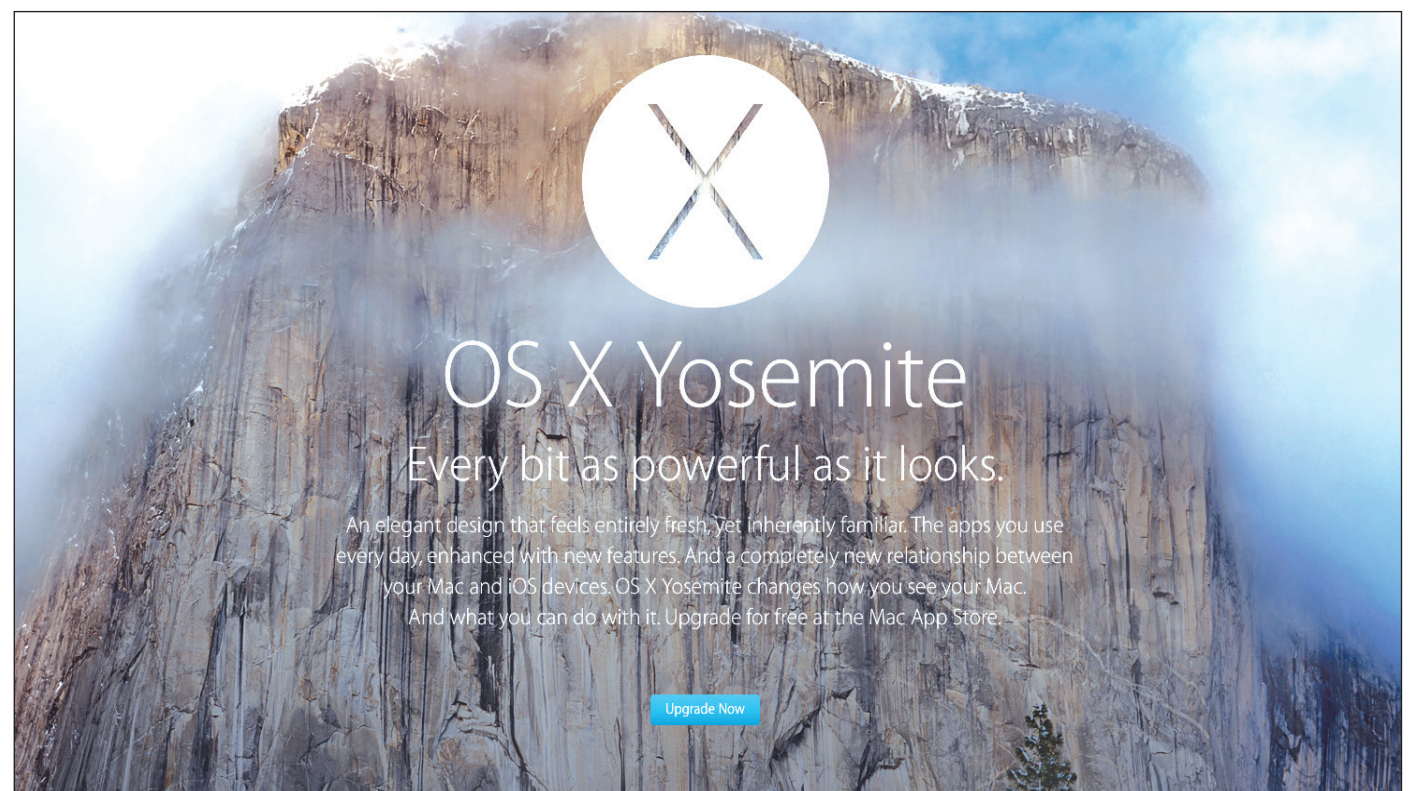 X
OS X Yosemite
Every bit as powerful as it looks.
An elegant design that feels entirely fresh, yet inherently familiar. The apps you use
every day, enhanced with new features. And a completely new relationship between
your Mac and iOS devices. OS X Yosemite changes how you see your Mac.
And what you can do with it. Upgrade for free at the Mac App Store.
Upgrade Now